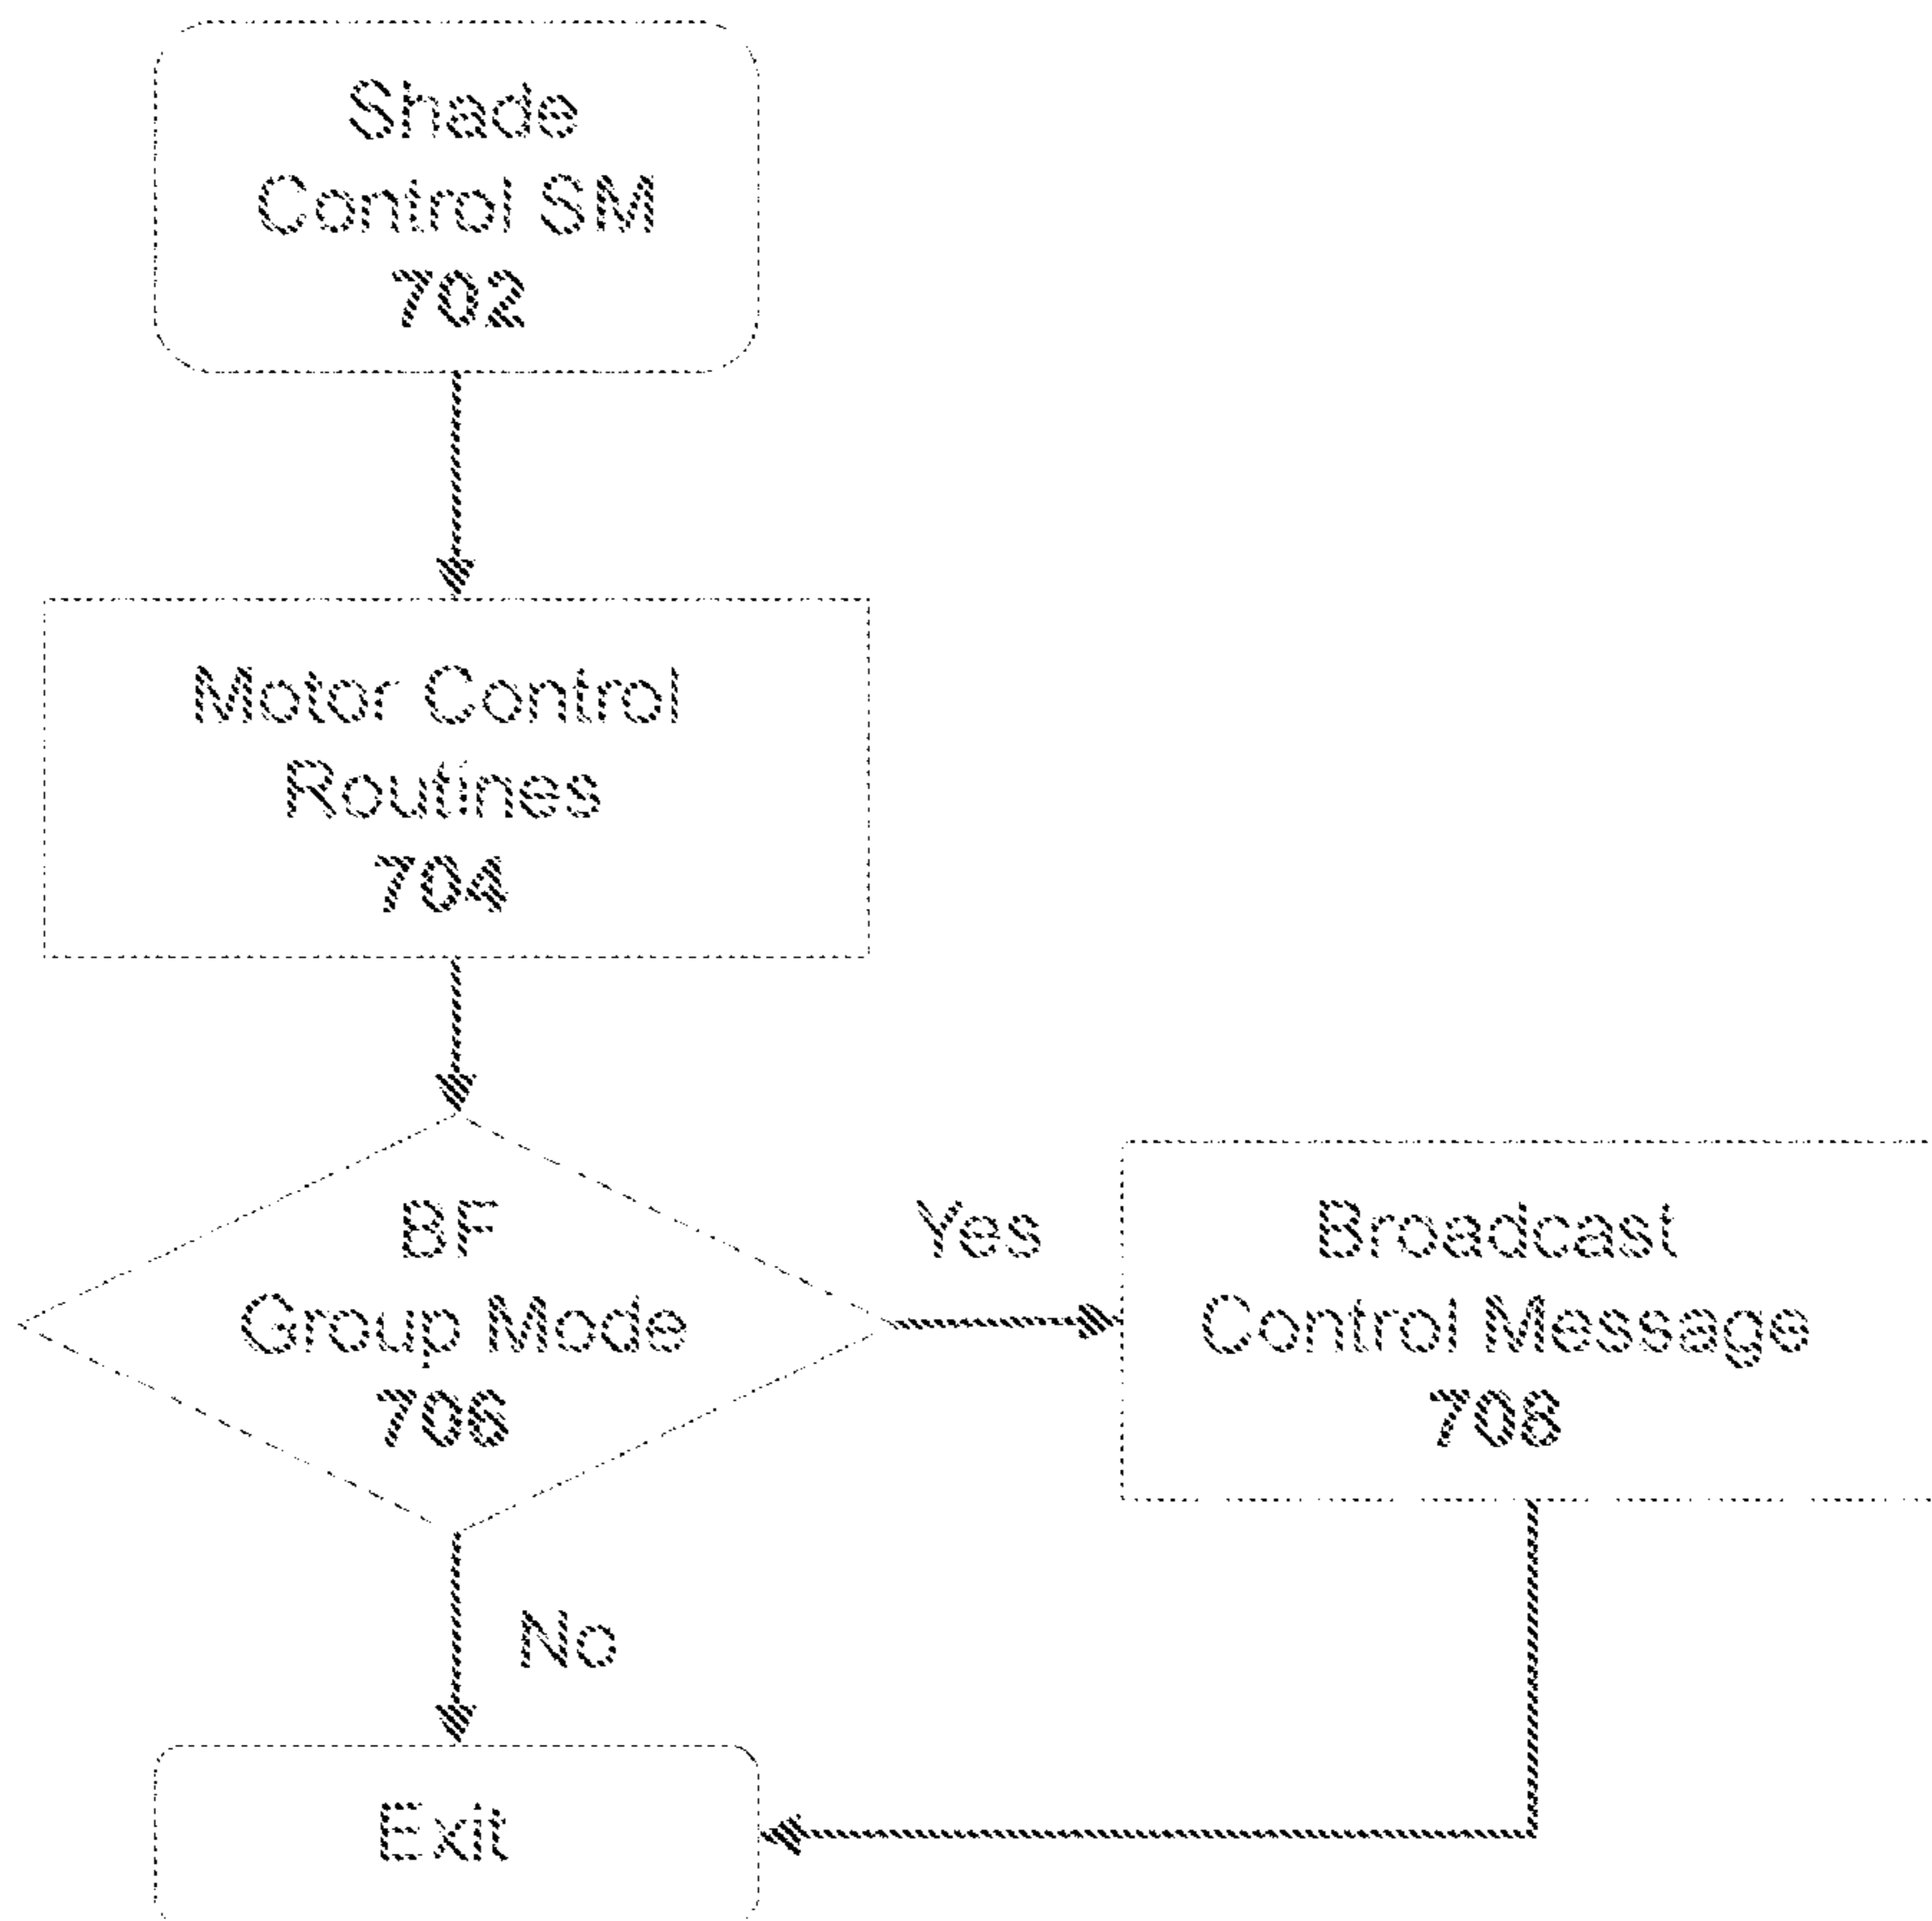 Shade
Control SM
702
Motor Control
Routines
704
BF
Group Mode
706
Yes
Broadcast
Control Message
708
No
Exit